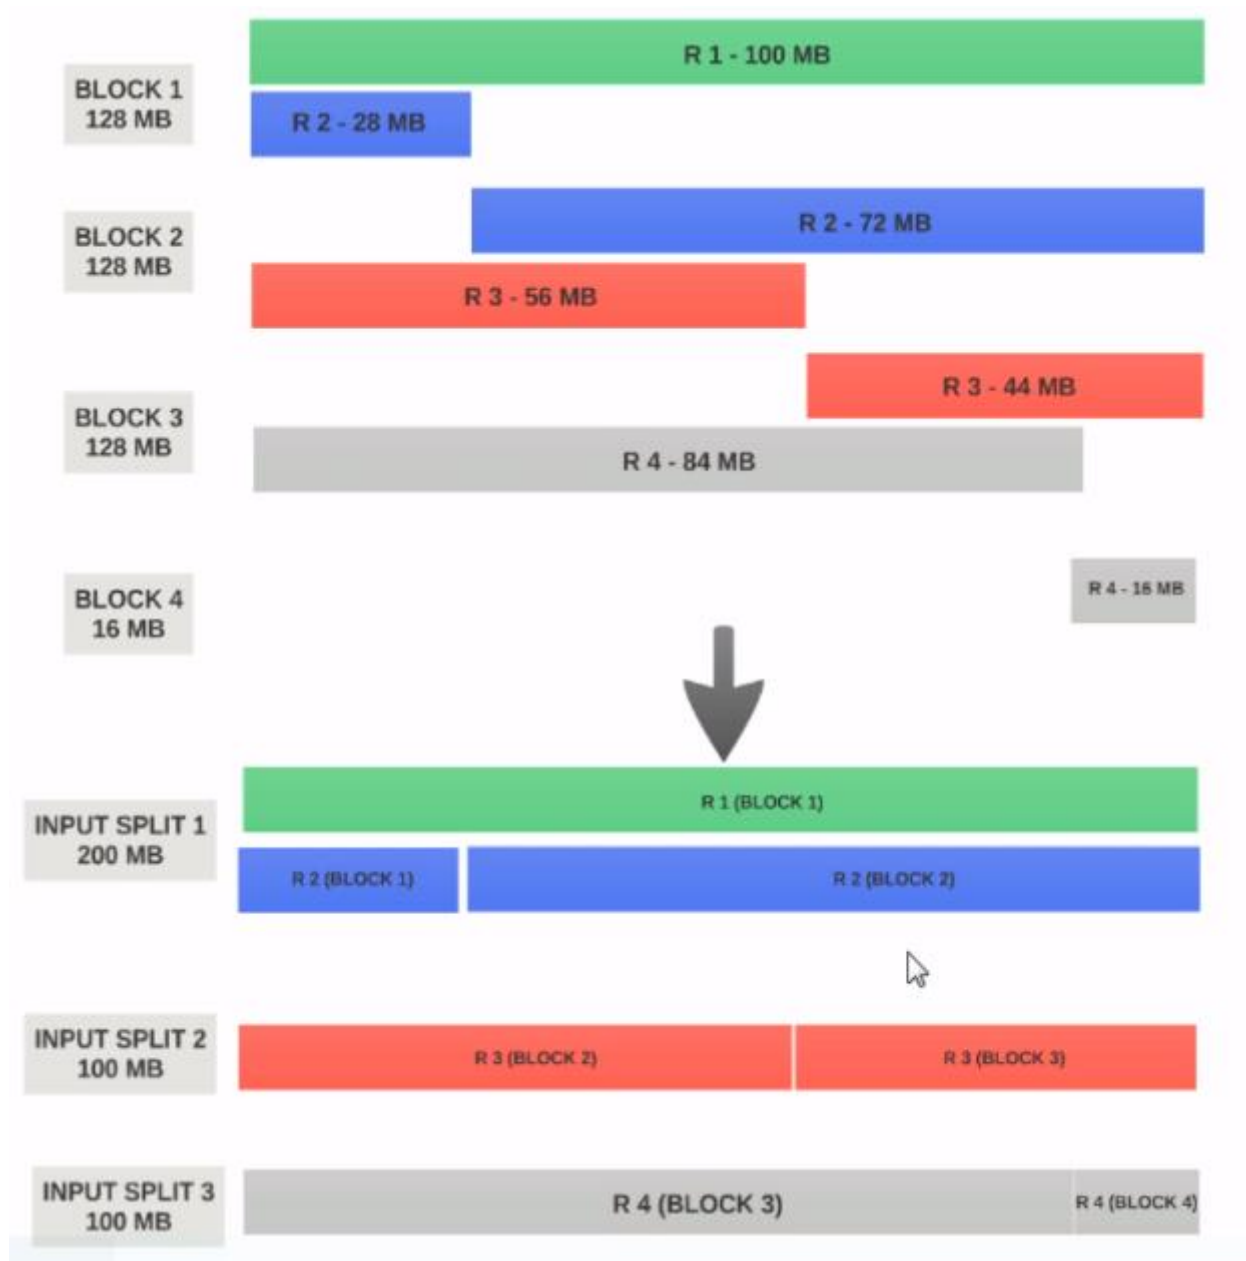 R 1 - 100 MB
BLOCK 1
128 MB
R 2 - 28 MB
R 2 - 72 MB
BLOCK 2
128 MB
R 3 - 56 MB
R 3 - 44 MB
BLOCK 3
128 MB
R 4 - 84 MB
R 4 - 16 MB
BLOCK 4
16 MB
R 1 (BLOCK 1)
INPUT SPLIT 1
200 MB
R 2 (BLOCK 1)
R 2 (BLOCK 2)
INPUT SPLIT 2
100 MB
R 3 (BLOCK 2)
R 3 (BLOCK 3)
INPUT SPLIT 3
100 MB
R 4 (BLOCK 3)
R 4 (BLOCK 4)